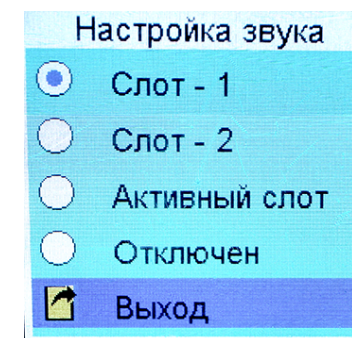 Настройка звука
Слот - 1
Слот - 2
Активный слот
Отключен
Выход